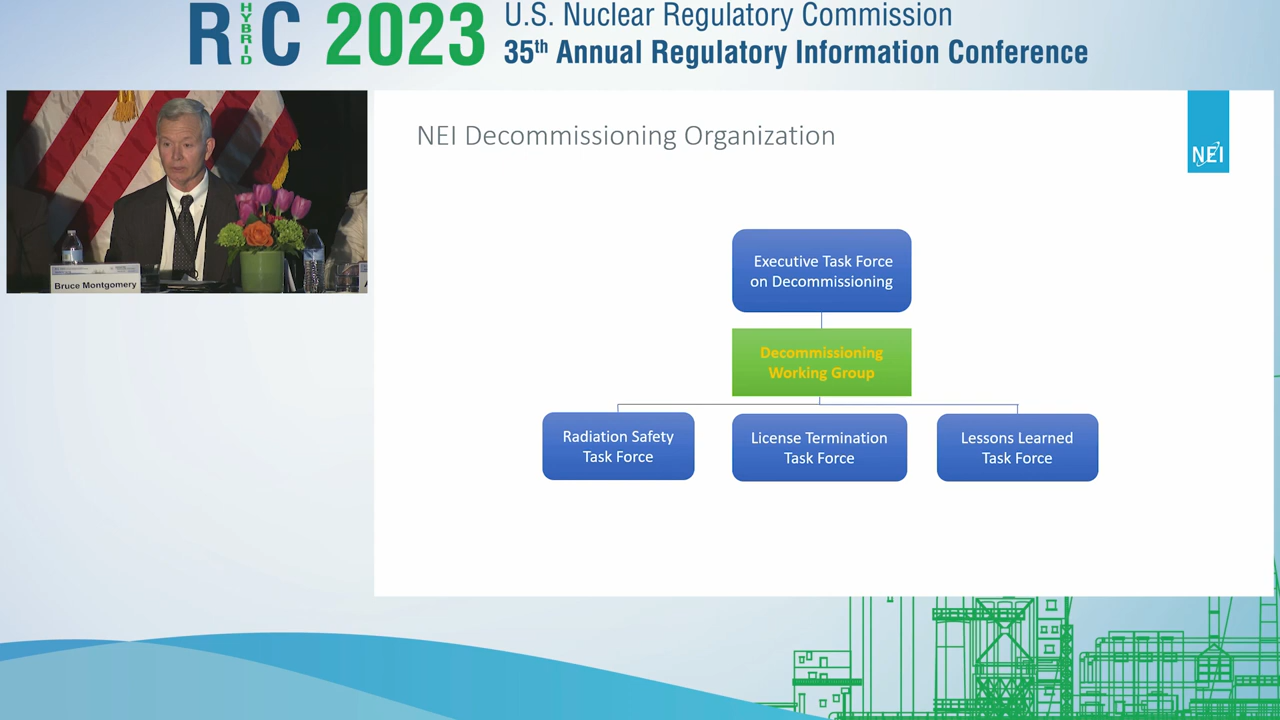 RIC 2023
HYBRID
U.S. Nuclear Regulatory Commission
35th Annual Regulatory Information Conference
Bruce Montgomery
NEI Decommissioning Organization
NEI
Executive Task Force
on Decommissioning
Decommissioning
Working Group
Radiation Safety
Task Force
License Termination
Task Force
Lessons Learned
Task Force